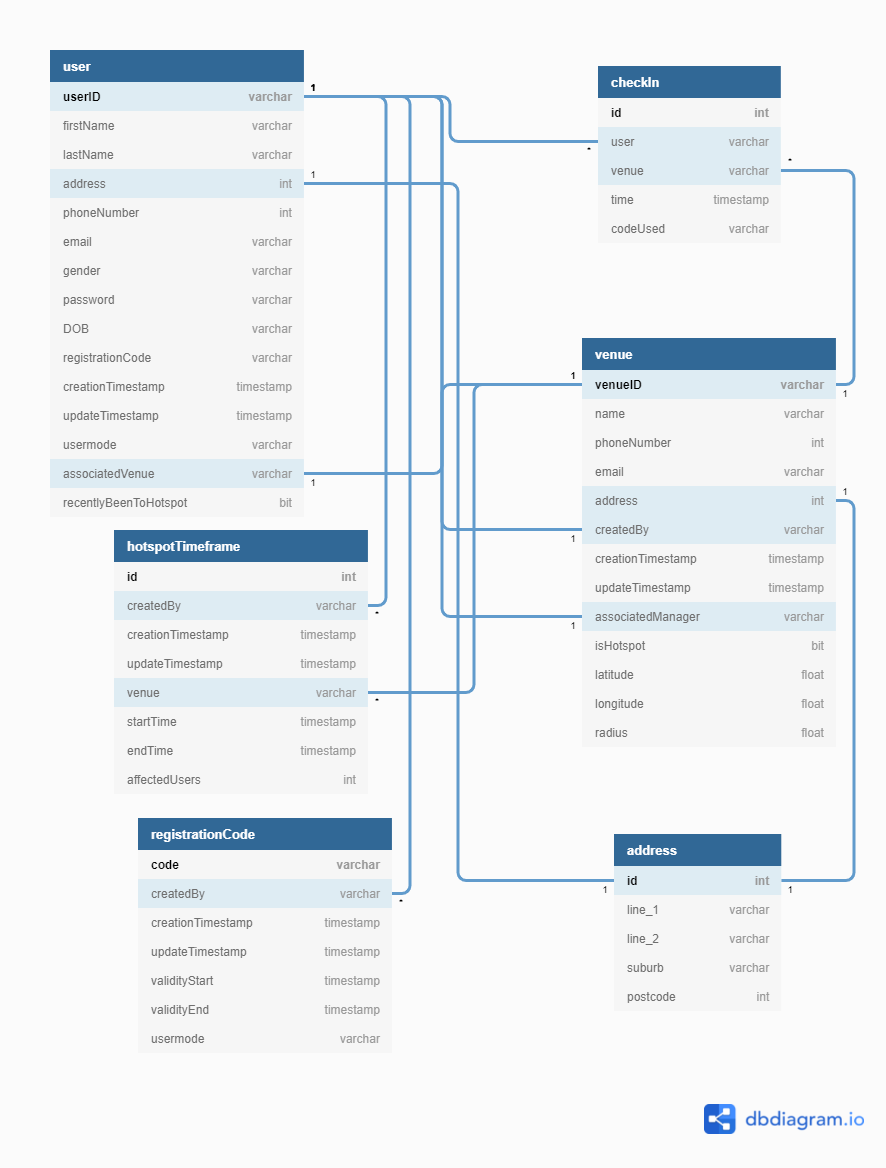 user
userID varchar
firstName varchar
lastName varchar
address int
phoneNumber int
email varchar
gender varchar
password varchar
DOB varchar
registrationCode varchar
creationTimestamp timestamp
updateTimestamp timestamp
usermode varchar
associatedVenue varchar
recentlyBeenToHotspot bit
1
1
1
checkIn
id int
user varchar
venue varchar
time timestamp
codeUsed varchar
*
*
venue
venueID varchar
name varchar
phoneNumber int
email varchar
address int
createdBy varchar
creationTimestamp timestamp
updateTimestamp timestamp
associatedManager varchar
isHotspot bit
latitude float
longitude float
radius float
1
1
1
1
1
hotspotTimeframe
id int
createdBy varchar
creationTimestamp timestamp
updateTimestamp timestamp
venue varchar
startTime timestamp
endTime timestamp
affectedUsers int
*
*
registrationCode
code varchar
createdBy varchar
creationTimestamp timestamp
updateTimestamp timestamp
validityStart timestamp
validityEnd timestamp
usermode varchar
*
address
id int
line_1 varchar
line_2 varchar
suburb varchar
postcode int
1
1
dbdiagram.io